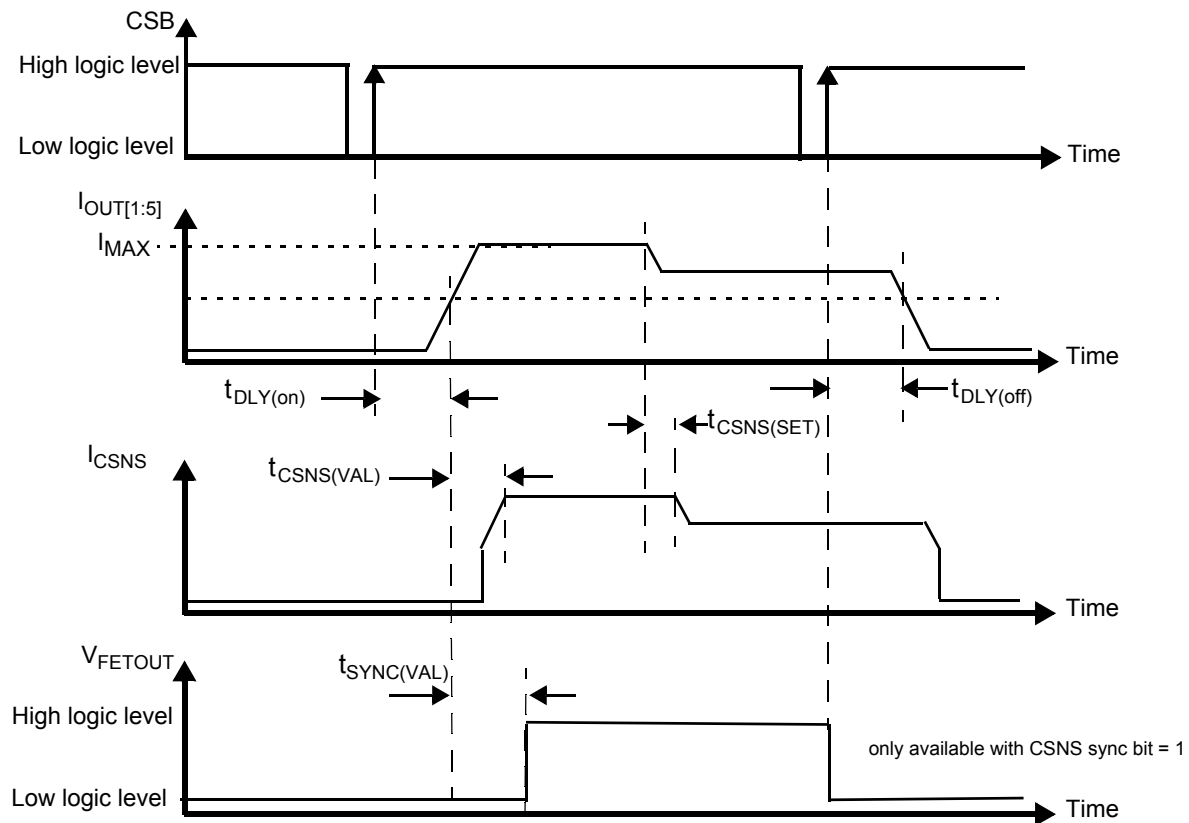 CSB
High logic level
Low logic level
Time
IOUT[1:5]
IMAX
Time
tDLY(on)
tDLY(off)
tCSNS(SET)
ICSNS
tCSNS(VAL)
Time
VFETOUT
tSYNC(VAL)
High logic level
only available with CSNS sync bit = 1
Low logic level
Time